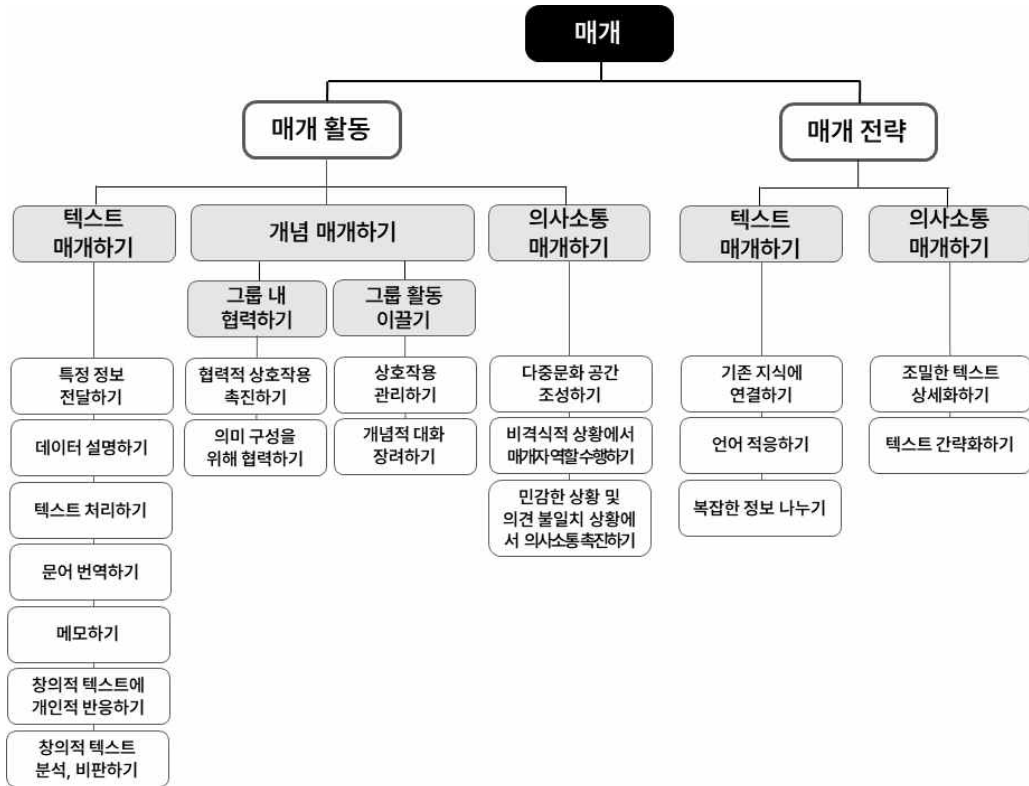 매개
매개 활동
매개 전략
텍스트
매개하기
개념 매개하기
의사소통
매개하기
텍스트
매개하기
의사소통
매개하기
그룹 내
협력하기
그룹 활동
이끌기
특정 정보
전달하기
협력적 상호작용
촉진하기
상호작용
관리하기
다중문화 공간
조성하기
기존 지식에
연결하기
조밀한 텍스트
상세화하기
데이터 설명하기
의미 구성을
위해 협력하기
개념적 대화
장려하기
비격식적 상황에서
매개자 역할 수행하기
언어 적응하기
텍스트 간략화하기
텍스트 처리하기
민감한 상황 및
의견 불일치 상황에
서 의사소통 촉진하기
복잡한 정보 나누기
문어 번역하기
메모하기
창의적 텍스트에
개인적 반응하기
창의적 텍스트
분석, 비판하기